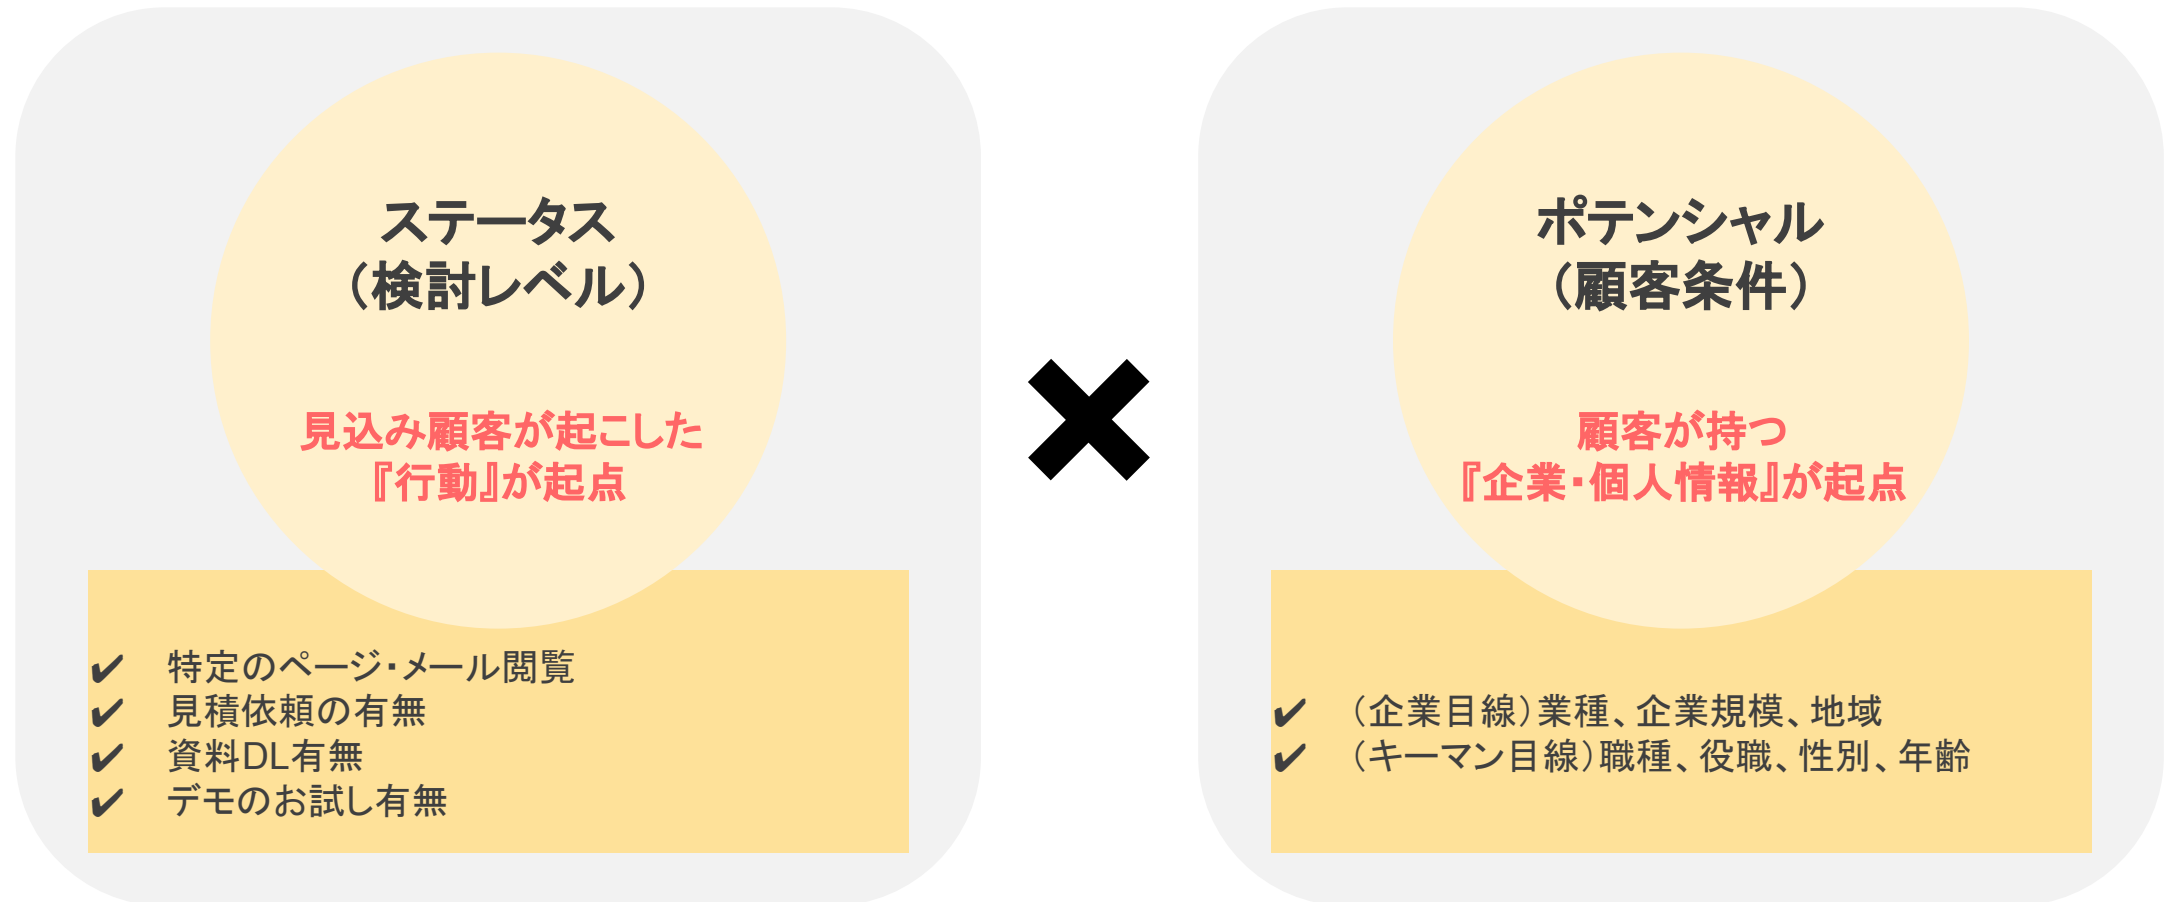 ステータス
（検討レベル）
見込み顧客が起こした
『行動』が起点
✔ 特定のページ・メール閲覧
✔ 見積依頼の有無
✔ 資料DL有無
✔ デモのお試し有無
ポテンシャル
（顧客条件）
顧客が持つ
『企業・個人情報』が起点
✔ （企業目線）業種、企業規模、地域
✔ （キーマン目線）職種、役職、性別、年齢